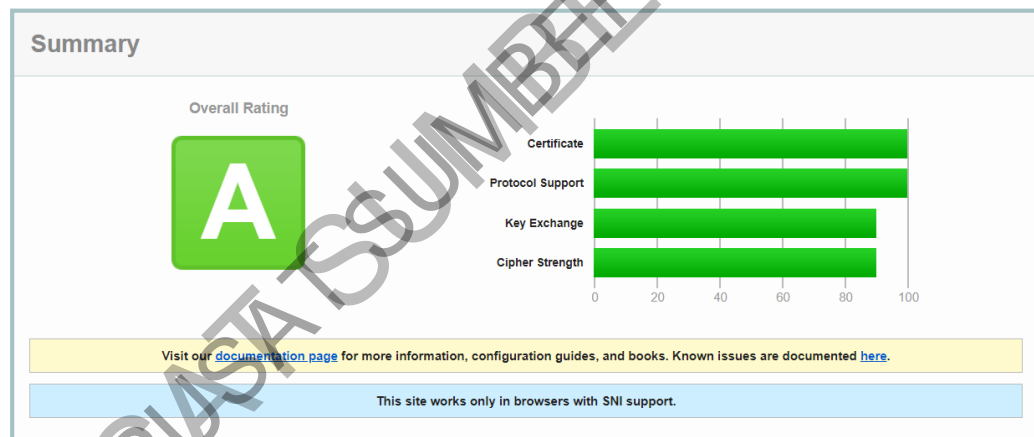 Summary
Overall Rating
A
Certificate
Protocol Support
Key Exchange
Cipher Strength
0 20 40 60 80 100
Visit our documentation page for more information, configuration guides, and books. Known issues are documented here.
This site works only in browsers with SNI support.